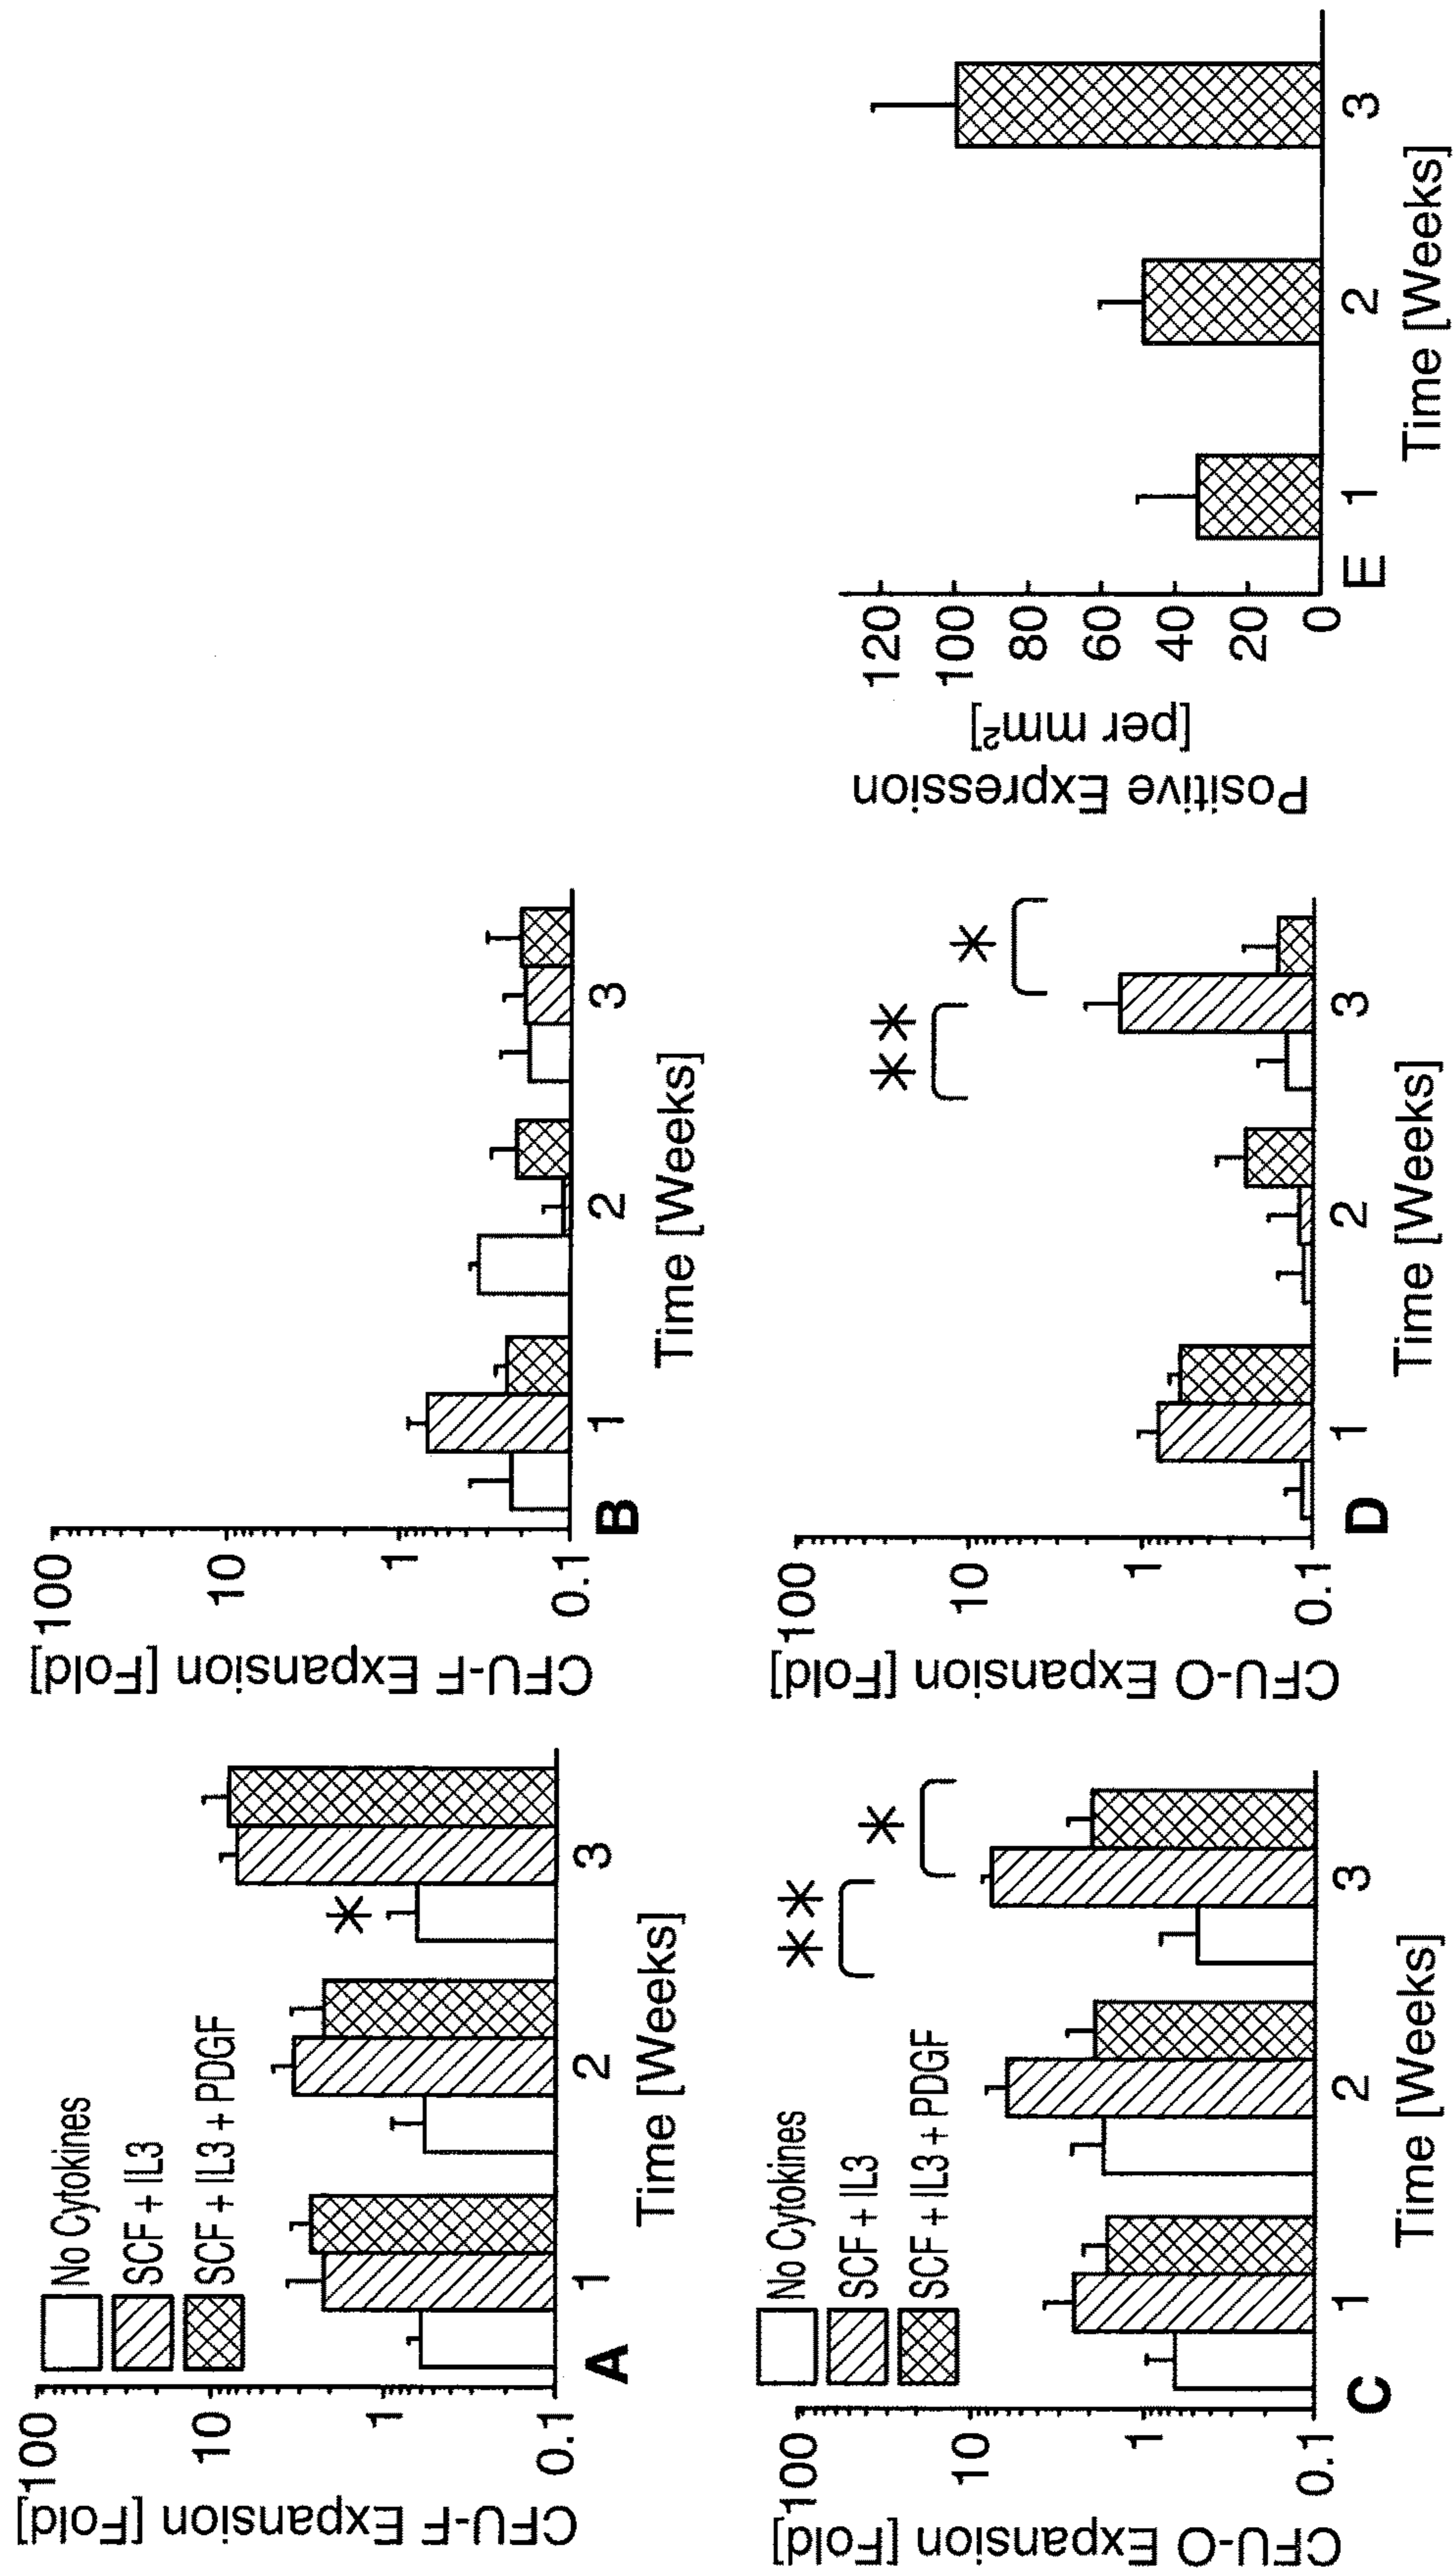 CFU-F Expansion [Fold]
100
10
1
0.1
No Cytokines
SCF + IL3
SCF + IL3 + PDGF
*
1
2
3
A
Time [Weeks]
CFU-F Expansion [Fold]
100
10
1
0.1
1
2
3
B
Time [Weeks]
CFU-O Expansion [Fold]
100
10
1
0.1
No Cytokines
SCF + IL3
SCF + IL3 + PDGF
**
*
1
2
3
C
Time [Weeks]
CFU-O Expansion [Fold]
100
10
1
0.1
**
*
1
2
3
D
Time [Weeks]
Positive Expression
[per mm²]
120
100
80
60
40
20
0
1
2
3
E
Time [Weeks]